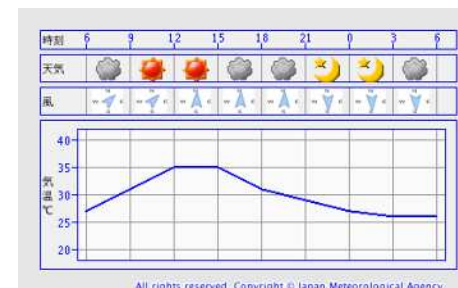 時刻 6 9 12 15 18 21 0 3 6
天気
風
40
35
気温℃ 30
25
20
All rights reserved. Copyright © Japan Meteorological Agency